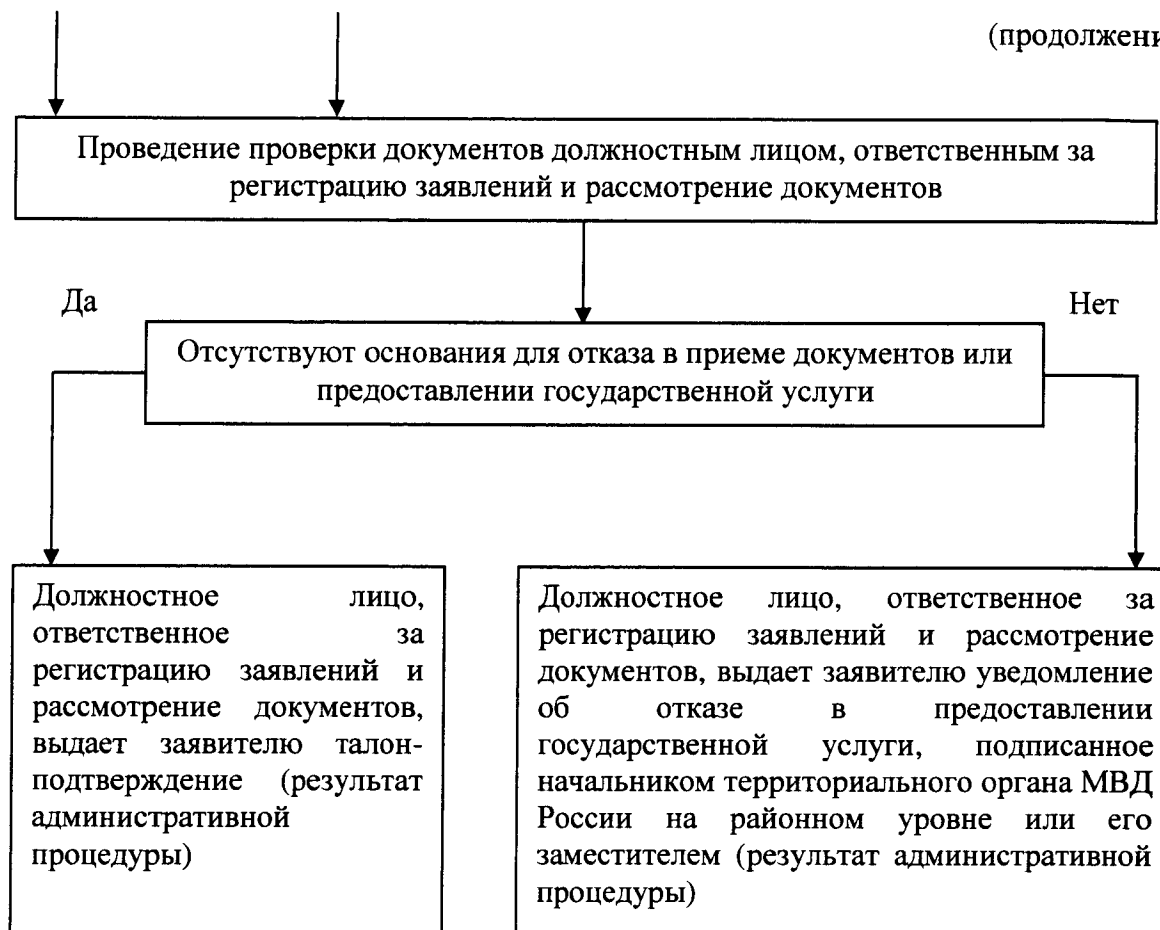 (продолжени
Проведение проверки документов должностным лицом, ответственным за
регистрацию заявлений и рассмотрение документов
Да
Нет
Отсутствуют основания для отказа в приеме документов или
предоставлении государственной услуги
Должностное лицо,
ответственное за
регистрацию заявлений и
рассмотрение документов,
выдает заявителю талон-
подтверждение (результат
административной
процедуры)
Должностное лицо, ответственное за
регистрацию заявлений и рассмотрение
документов, выдает заявителю уведомление
об отказе в предоставлении
государственной услуги, подписанное
начальником территориального органа МВД
России на районном уровне или его
заместителем (результат административной
процедуры)